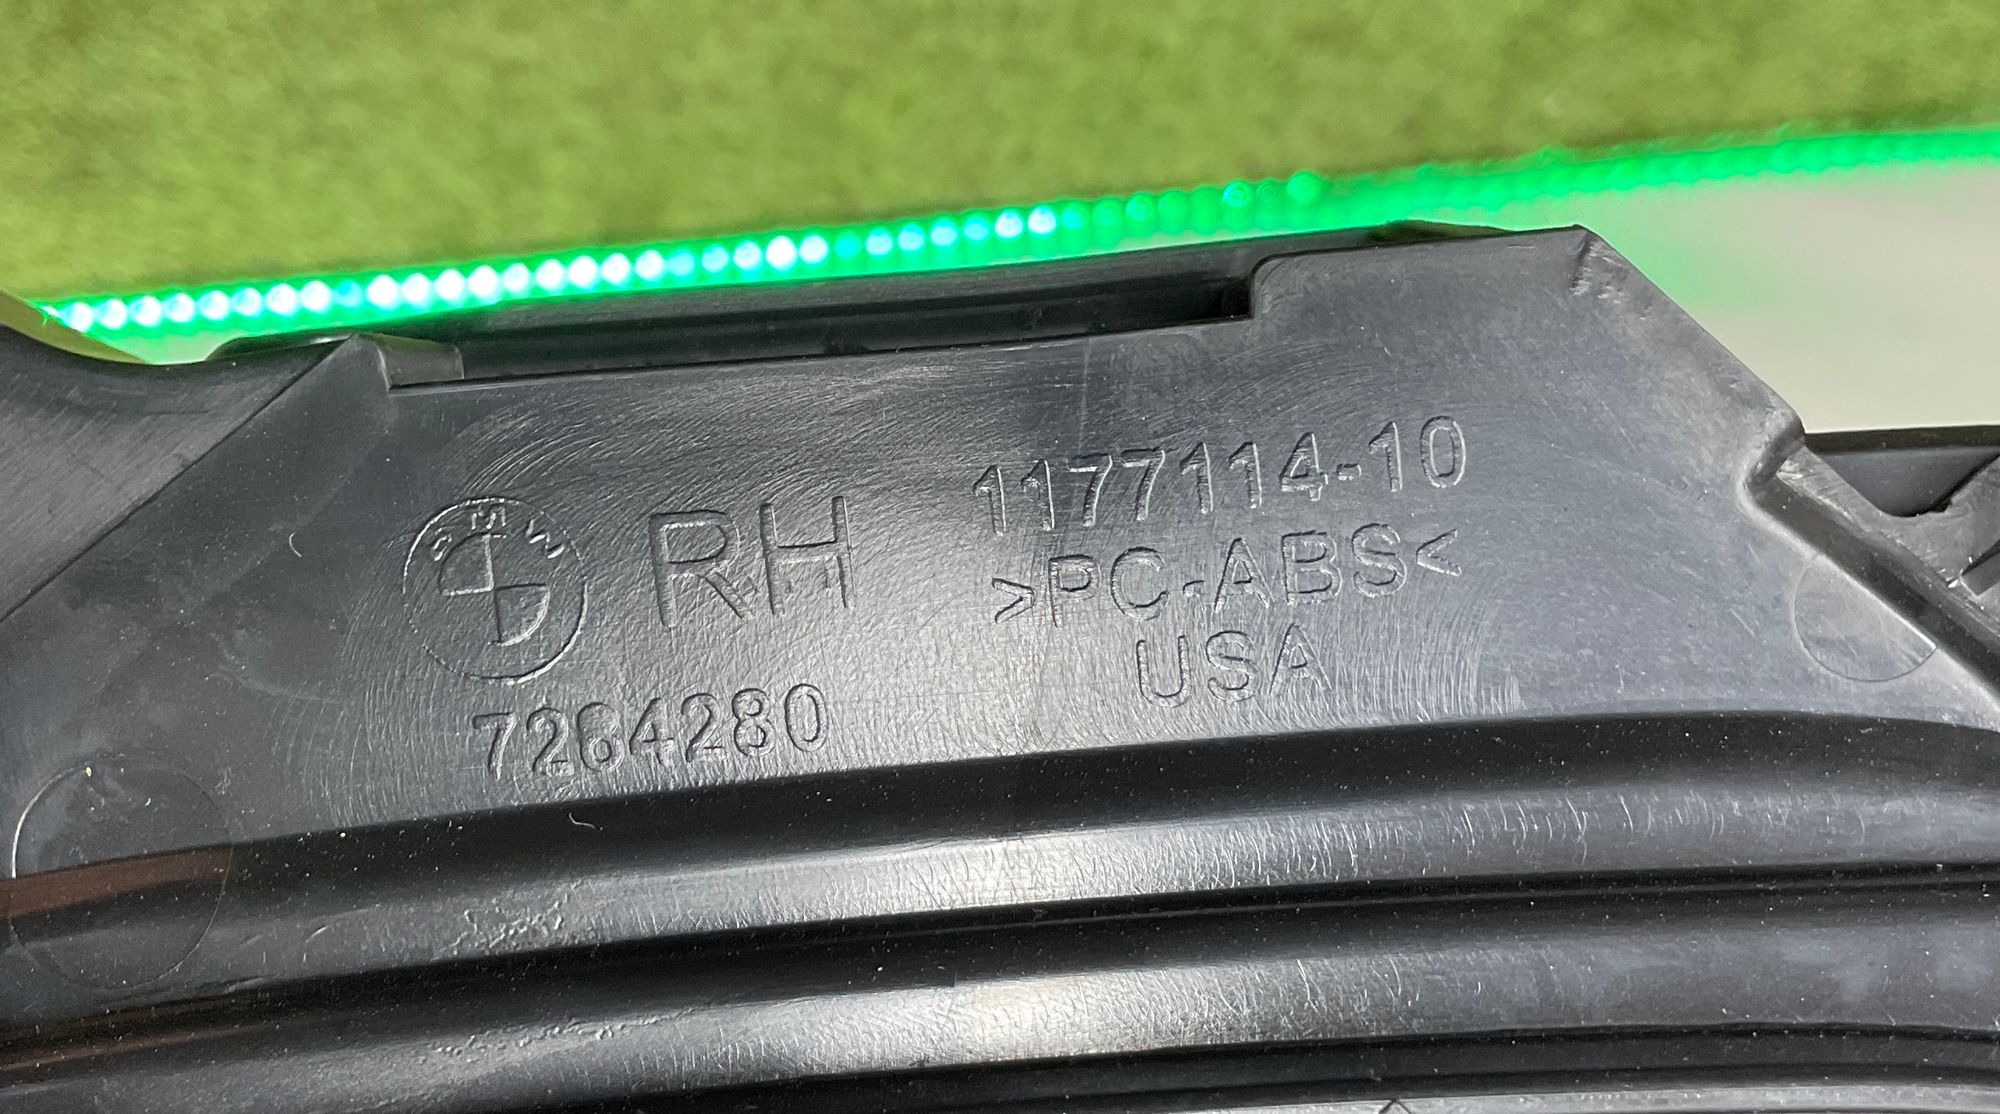 BMW
RH
7264280
1177114-10
>PC-ABS<
USA